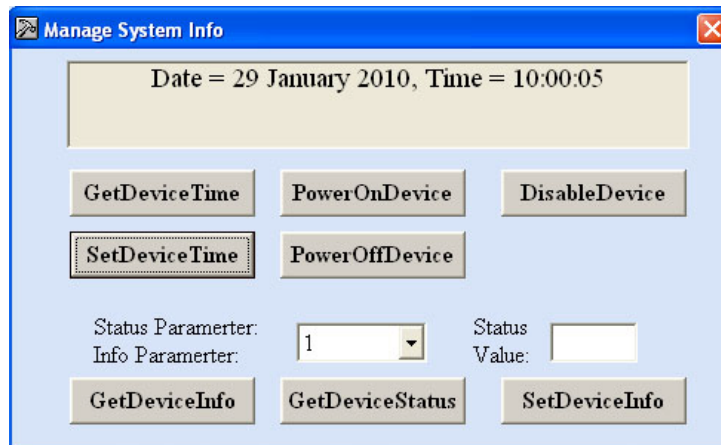 Manage System Info
Date = 29 January 2010, Time = 10:00:05
GetDeviceTime PowerOnDevice DisableDevice
SetDeviceTime PowerOffDevice
Status Paramerter: Status
1
Info Paramerter: Value:
GetDeviceInfo GetDeviceStatus SetDeviceInfo